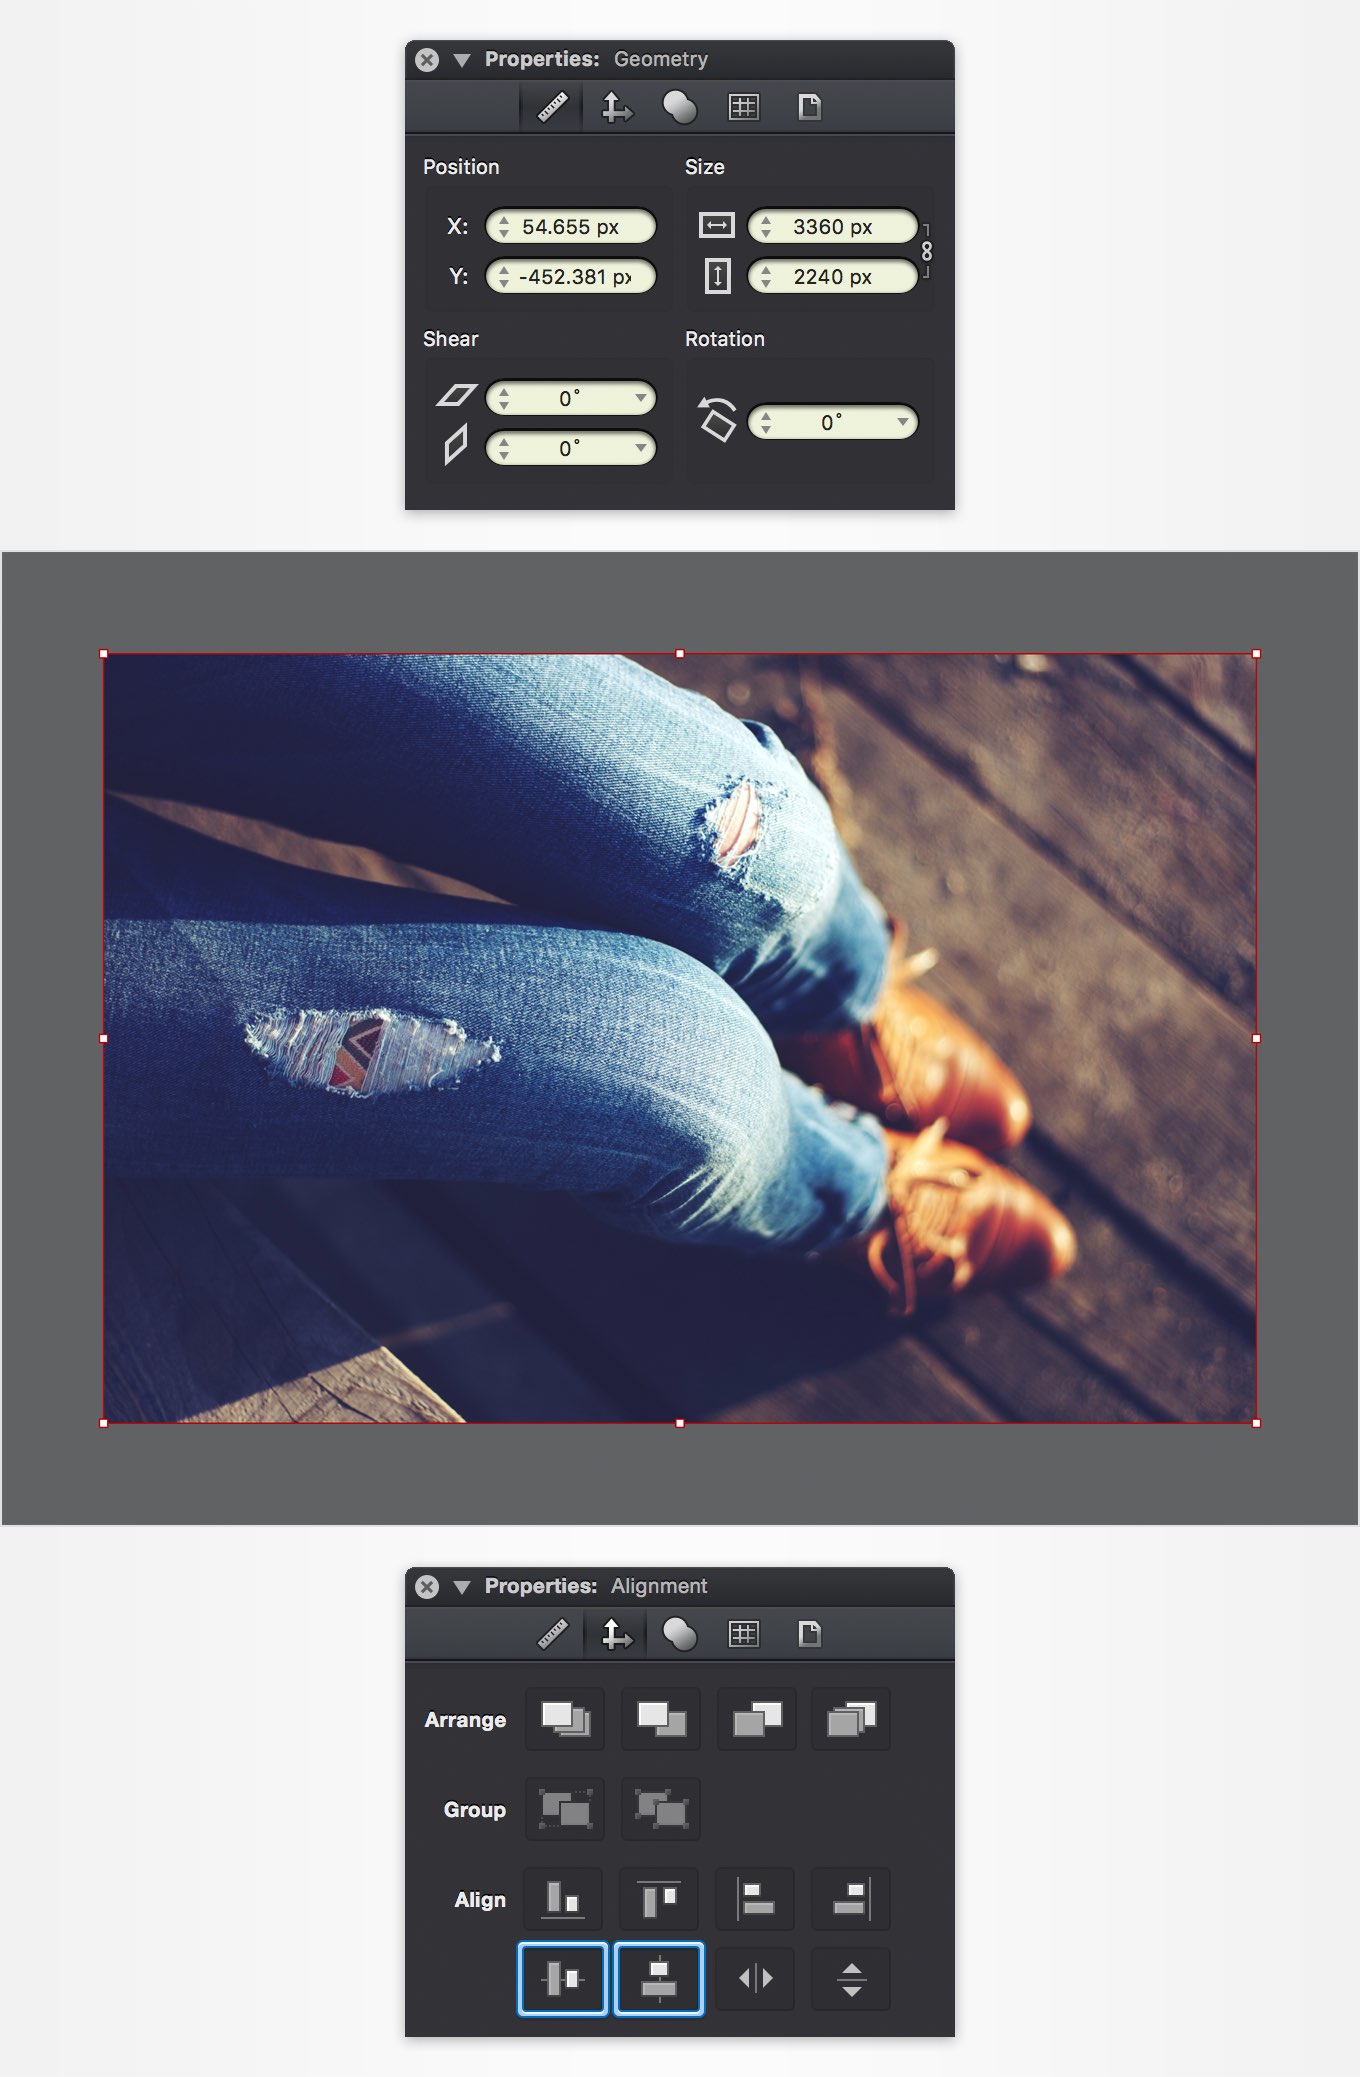 Properties: Geometry
Position
Size
X: 54.655 px
3360 px
Y: -452.381 px
2240 px
Shear
Rotation
0°
0°
0°
Properties: Alignment
Arrange
Group
Align